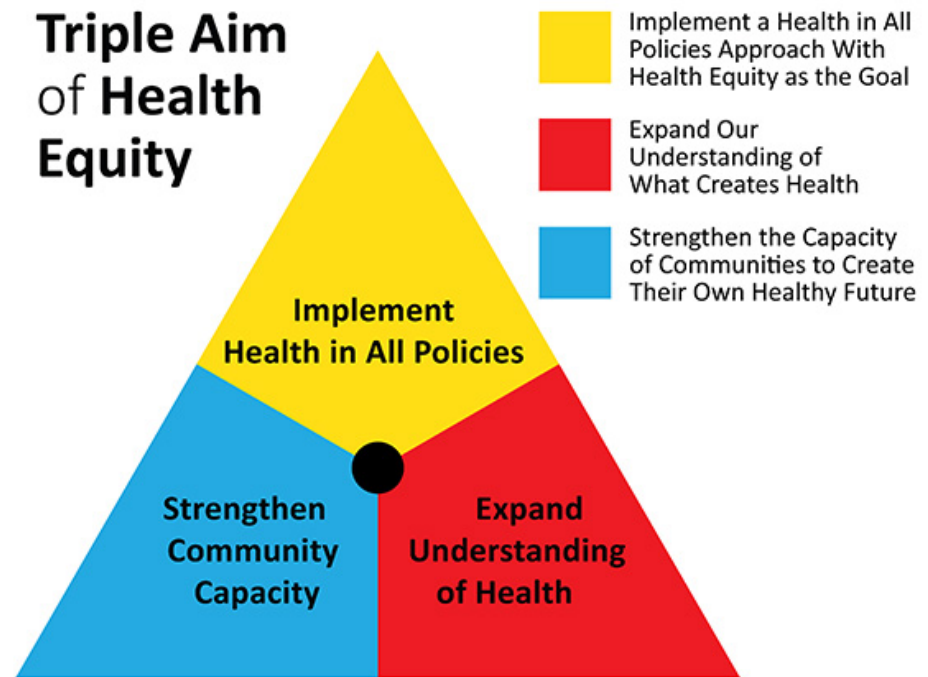 Triple Aim
of Health
Equity
Implement a Health in All
Policies Approach With
Health Equity as the Goal
Expand Our
Understanding of
What Creates Health
Strengthen the Capacity
of Communities to Create
Their Own Healthy Future
Implement
Health in All Policies
Strengthen
Community
Capacity
Expand
Understanding
of Health